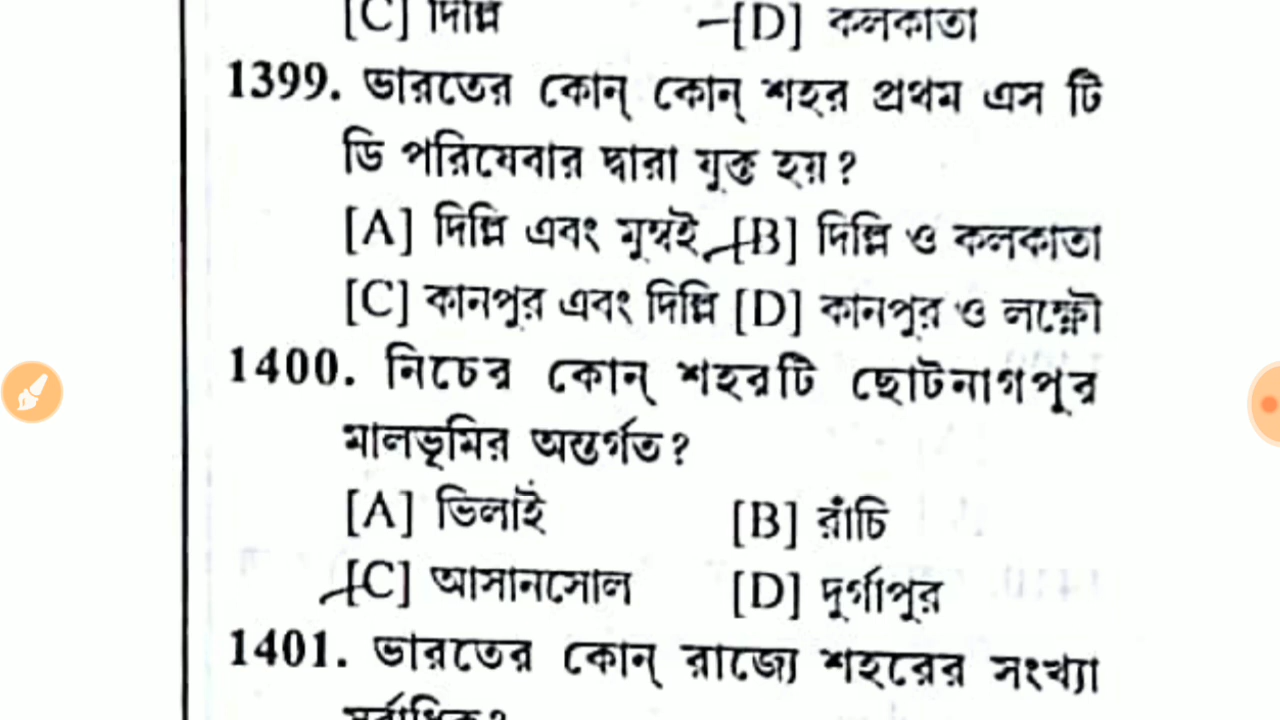 [C] দিল্লি [D] কলকাতা
1399. ভারতের কোন্ কোন্ শহর প্রথম এস টি
ডি পরিষেবার দ্বারা যুক্ত হয়?
[A] দিল্লি এবং মুম্বই [B] দিল্লি ও কলকাতা
[C] কানপুর এবং দিল্লি [D] কানপুর ও লক্ষ্ণৌ
1400. নিচের কোন্ শহরটি ছোটনাগপুর
মালভূমির অন্তর্গত?
[A] ভিলাই [B] রাঁচি
[C] আসানসোল [D] দুর্গাপুর
1401. ভারতের কোন্ রাজ্যে শহরের সংখ্যা
সর্বাধিক?